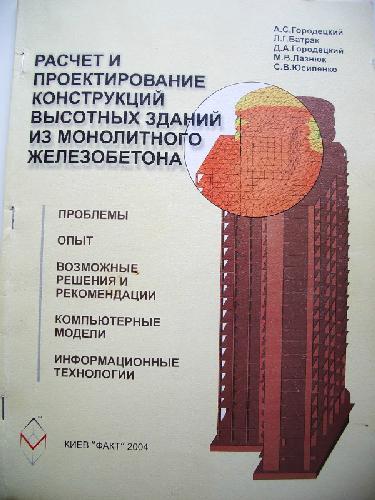 А.С.Городецкий
Л.Г.Батрак
Д.А.Городецкий
М.В.Лазнюк
С.В.Юсипенко
РАСЧЕТ И
ПРОЕКТИРОВАНИЕ
КОНСТРУКЦИЙ
ВЫСОТНЫХ ЗДАНИЙ
ИЗ МОНОЛИТНОГО
ЖЕЛЕЗОБЕТОНА
ПРОБЛЕМЫ
ОПЫТ
ВОЗМОЖНЫЕ
РЕШЕНИЯ И
РЕКОМЕНДАЦИИ
КОМПЬЮТЕРНЫЕ
МОДЕЛИ
ИНФОРМАЦИОННЫЕ
ТЕХНОЛОГИИ
КИЕВ "ФАКТ" 2004